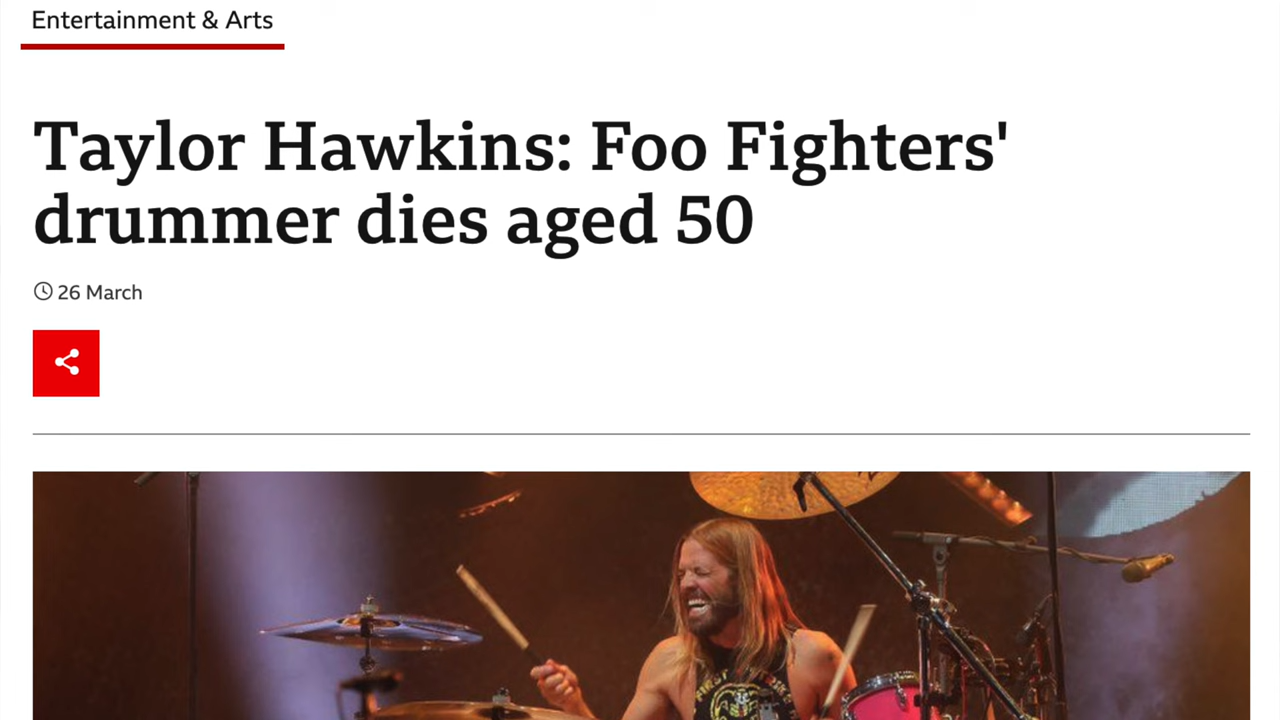 Entertainment & Arts
Taylor Hawkins: Foo Fighters'
drummer dies aged 50
26 March